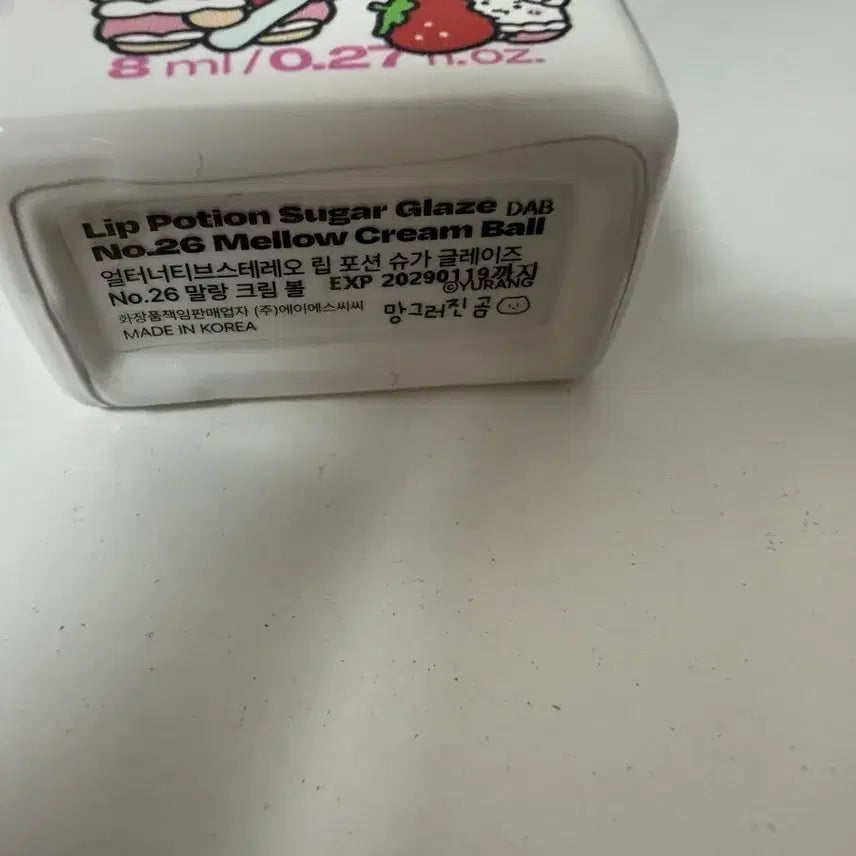 8 ml / 0.27 fl.oz.
Lip Potion Sugar Glaze DAB
No.26 Mellow Cream Ball
얼터너티브스테레오 립 포션 슈가 글레이즈
No.26 말랑 크림 볼 EXP 20290119까지
©YURANG
화장품책임판매업자 (주)에이에스씨씨 망그러진 곰
MADE IN KOREA